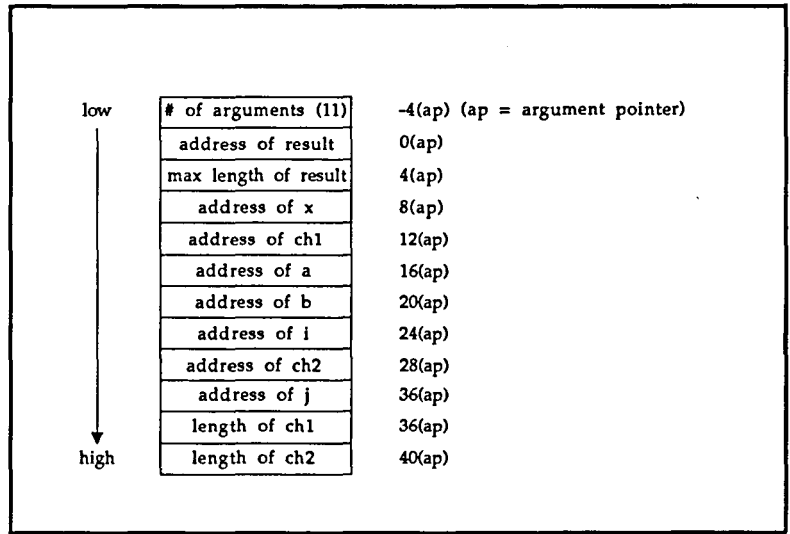 low # of arguments (11) -4(ap) (ap = argument pointer)
address of result 0(ap)
max length of result 4(ap)
address of x 8(ap)
address of ch1 12(ap)
address of a 16(ap)
address of b 20(ap)
address of i 24(ap)
address of ch2 28(ap)
address of j 36(ap)
length of ch1 36(ap)
high length of ch2 40(ap)